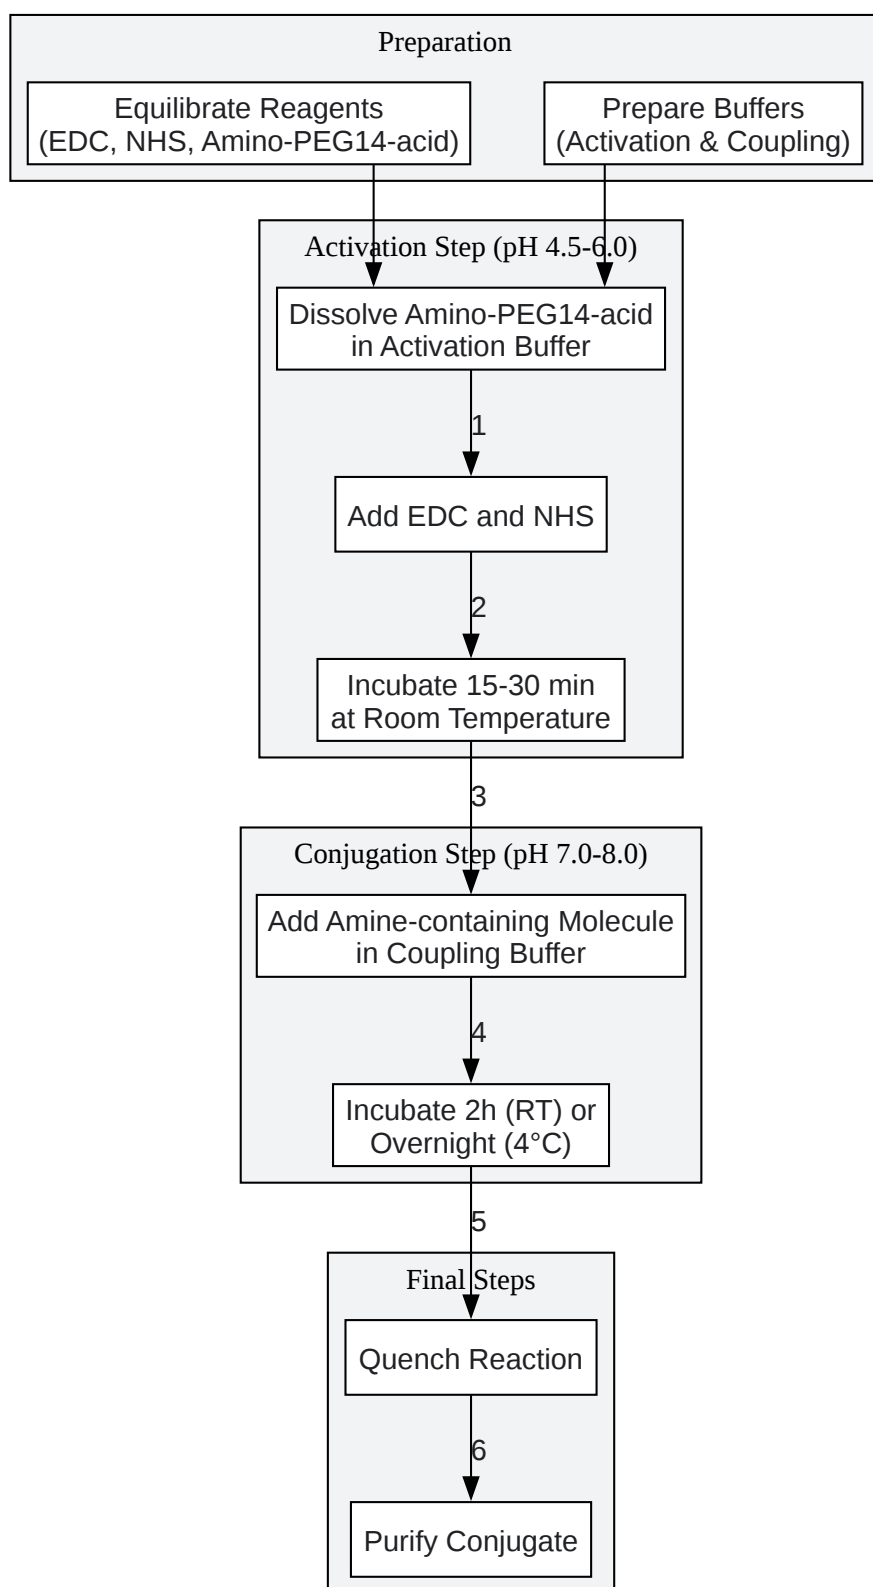 Preparation
Equilibrate Reagents
(EDC, NHS, Amino-PEG14-acid)
Prepare Buffers
(Activation & Coupling)
Activation Step (pH 4.5-6.0)
Dissolve Amino-PEG14-acid
in Activation Buffer
1
Add EDC and NHS
2
Incubate 15-30 min
at Room Temperature
3
Conjugation Step (pH 7.0-8.0)
Add Amine-containing Molecule
in Coupling Buffer
4
Incubate 2h (RT) or
Overnight (4°C)
5
Final Steps
Quench Reaction
6
Purify Conjugate